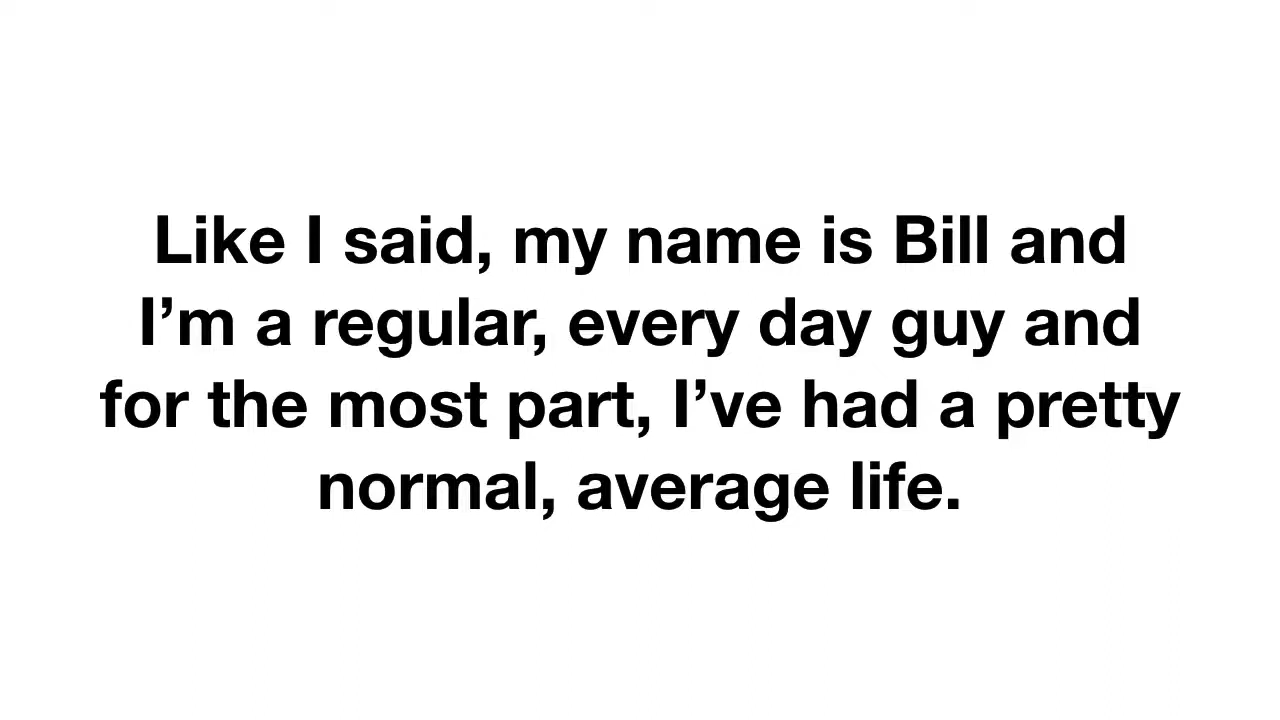 Like I said, my name is Bill and
I’m a regular, every day guy and
for the most part, I’ve had a pretty
normal, average life.